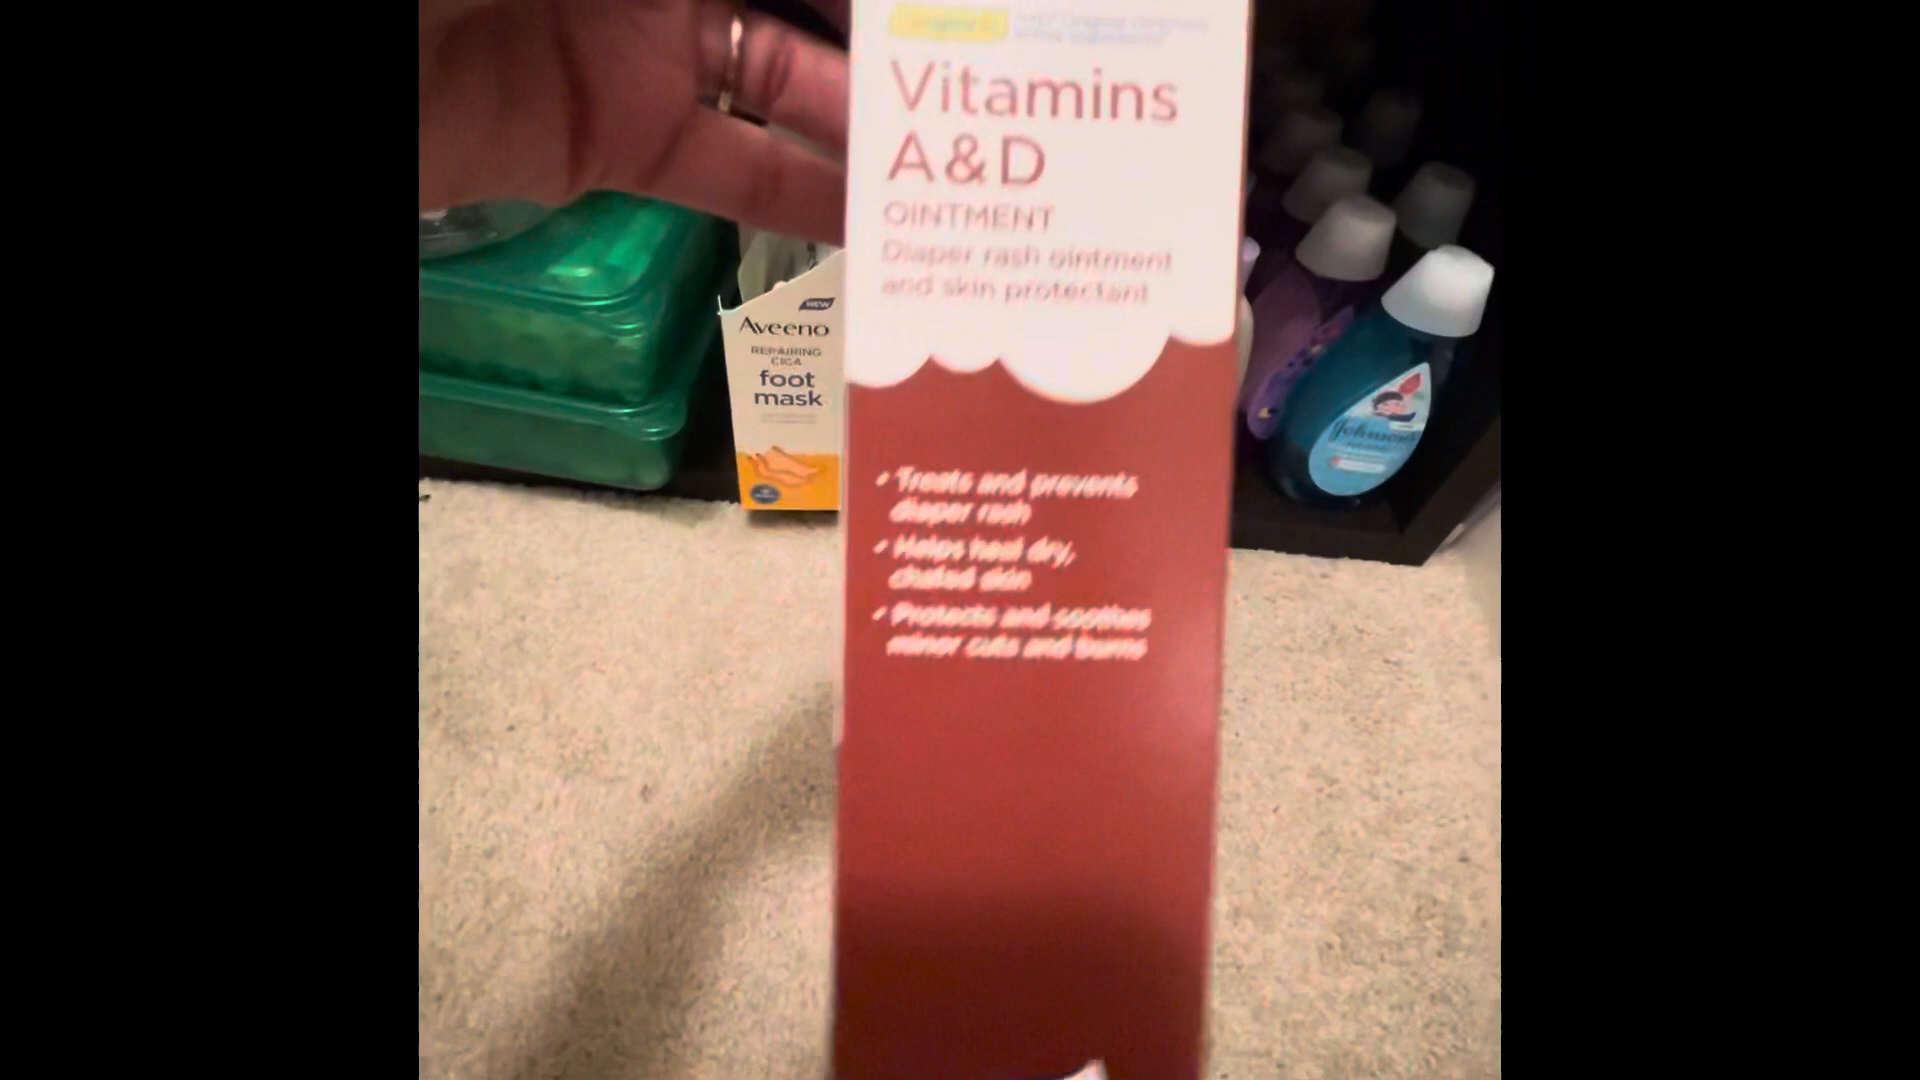 Vitamins
A&D
OINTMENT
Diaper rash ointment
and skin protectant
• Treats and prevents
diaper rash
• Helps heal dry,
chafed skin
• Protects and soothes
minor cuts and burns
NEW
Aveeno
REPAIRING
CICA
foot
mask
Johnson's